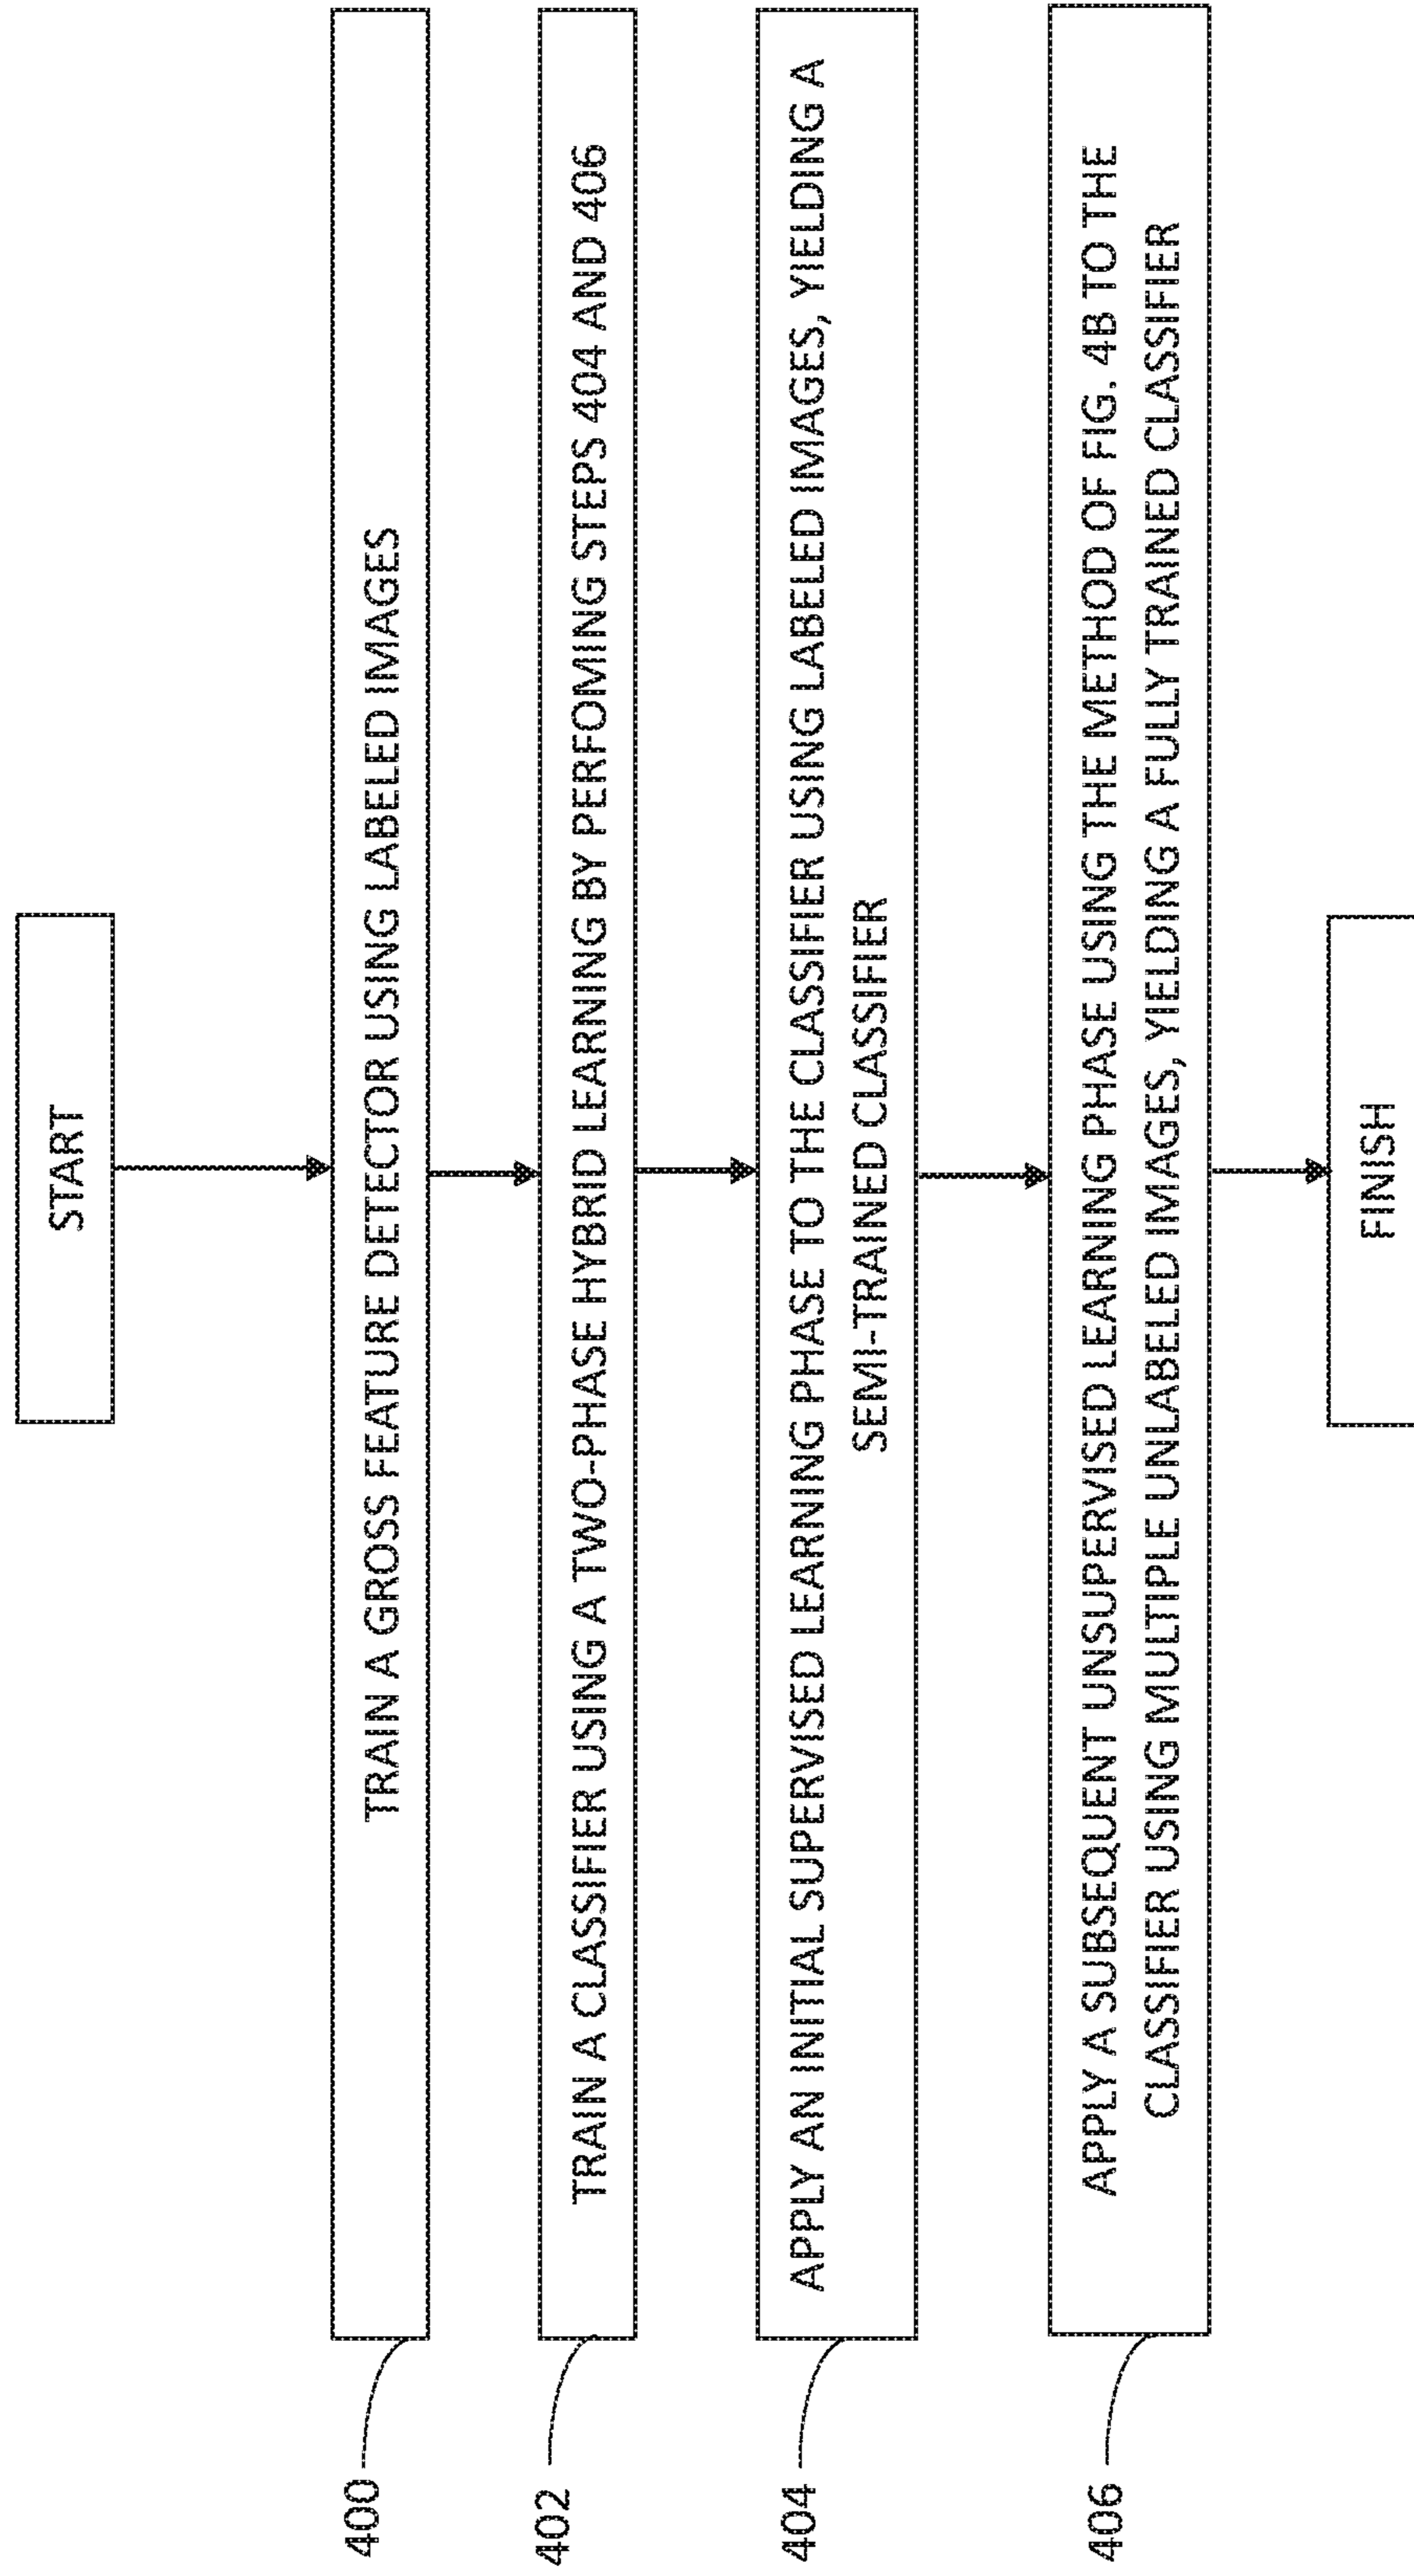 START
400
TRAIN A GROSS FEATURE DETECTOR USING LABELED IMAGES
402
TRAIN A CLASSIFIER USING A TWO-PHASE HYBRID LEARNING BY PERFOMING STEPS 404 AND 406
404
APPLY AN INITIAL SUPERVISED LEARNING PHASE TO THE CLASSIFIER USING LABELED IMAGES, YIELDING A
SEMI-TRAINED CLASSIFIER
406
APPLY A SUBSEQUENT UNSUPERVISED LEARNING PHASE USING THE METHOD OF FIG. 4B TO THE
CLASSIFIER USING MULTIPLE UNLABELED IMAGES, YIELDING A FULLY TRAINED CLASSIFIER
FINISH